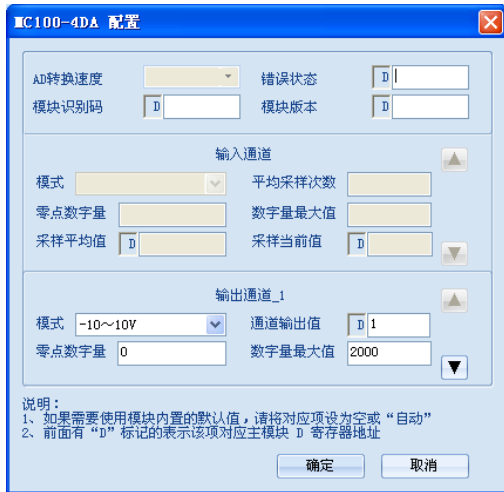 MC100-4DA 配置
AD转换速度 错误状态 D
模块识别码 D 模块版本 D
输入通道
模式 平均采样次数
零点数字量 数字量最大值
采样平均值 D 采样当前值 D
输出通道_1
模式 -10～10V 通道输出值 D 1
零点数字量 0 数字量最大值 2000
说明：
1、如果需要使用模块内置的默认值，请将对应项设为空或“自动”
2、前面有“D”标记的表示该项对应主模块 D 寄存器地址
确定 取消